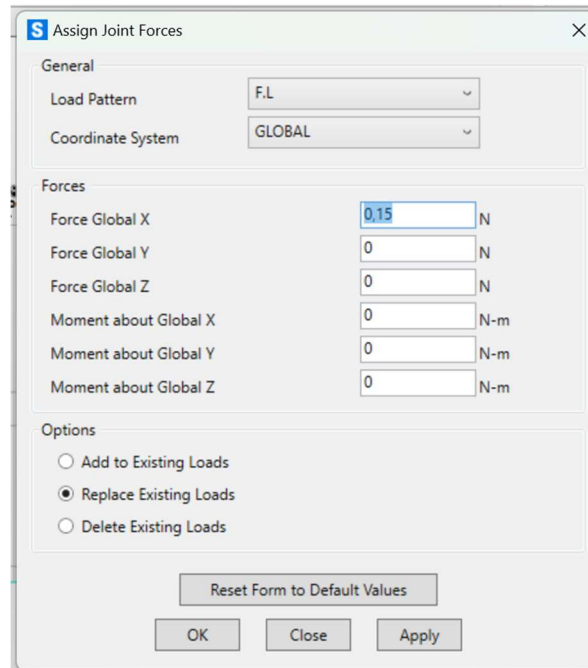 S Assign Joint Forces
General
Load Pattern F.L
Coordinate System GLOBAL
Forces
Force Global X 0,15 N
Force Global Y 0 N
Force Global Z 0 N
Moment about Global X 0 N-m
Moment about Global Y 0 N-m
Moment about Global Z 0 N-m
Options
Add to Existing Loads
Replace Existing Loads
Delete Existing Loads
Reset Form to Default Values
OK Close Apply